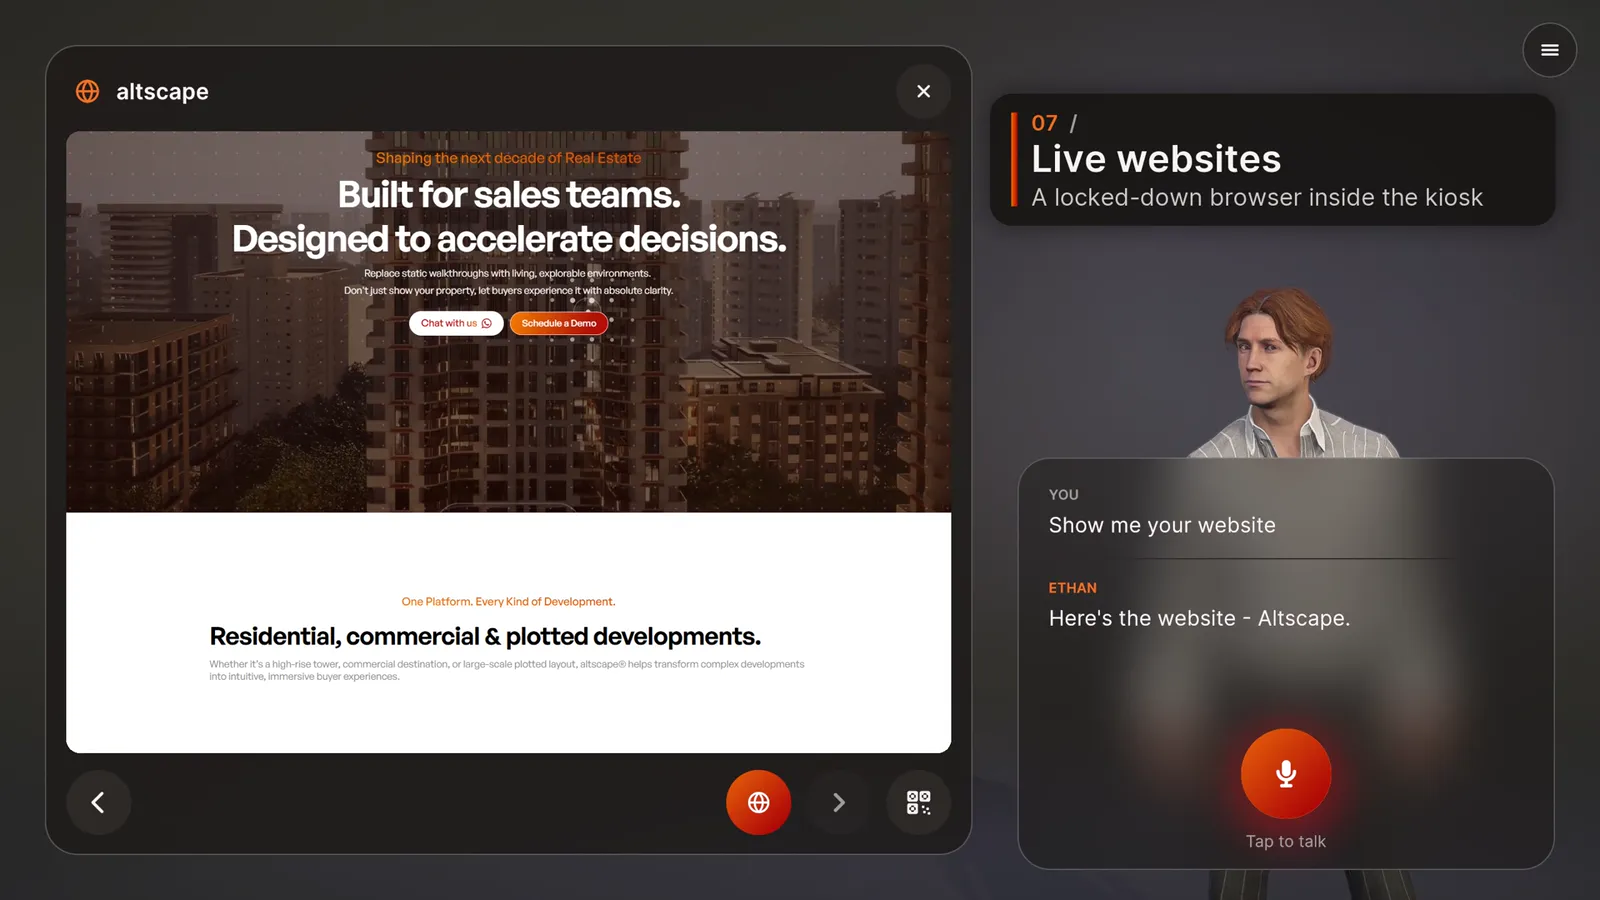 altscape
Shaping the next decade of Real Estate
Built for sales teams.
Designed to accelerate decisions.
Replace static walkthroughs with living, explorable environments.
Don't just show your property, let buyers experience it with absolute clarity.
Chat with us
Schedule a Demo
One Platform. Every Kind of Development.
Residential, commercial & plotted developments.
Whether it's a high-rise tower, commercial destination, or large-scale plotted layout, altscape® helps transform complex developments
into intuitive, immersive buyer experiences.
07 /
Live websites
A locked-down browser inside the kiosk
YOU
Show me your website
ETHAN
Here's the website - Altscape.
Tap to talk